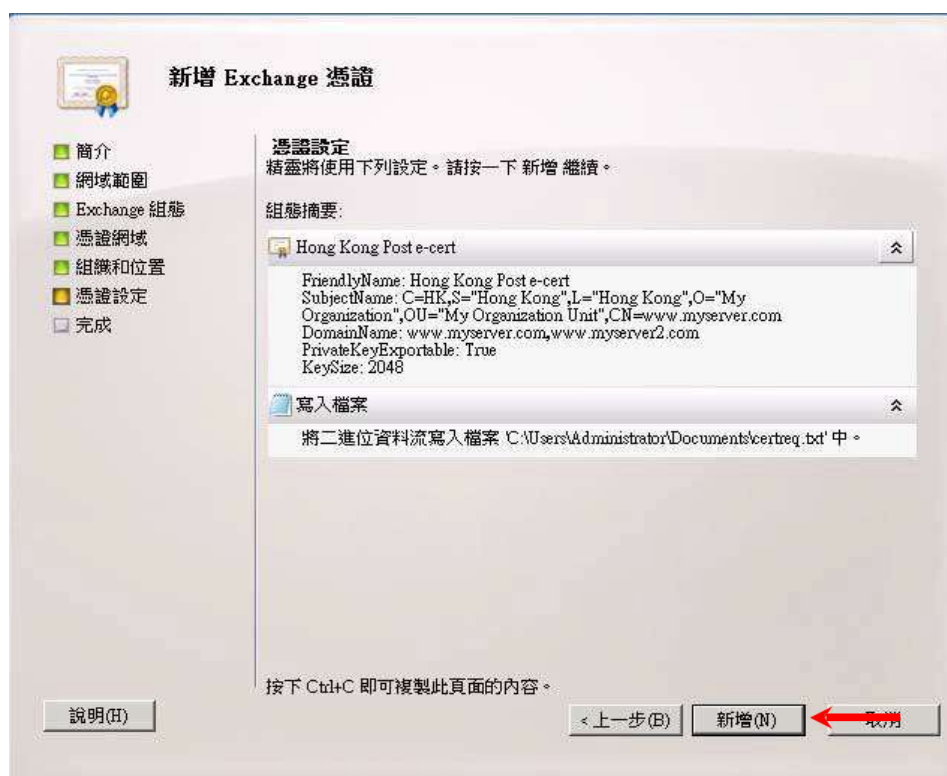 新增 Exchange 憑證
簡介
網域範圍
Exchange 組態
憑證網域
組織和位置
憑證設定
完成
憑證設定
精靈將使用下列設定。請按一下 新增 繼續。
組態摘要:
Hong Kong Post e-cert
FriendlyName: Hong Kong Post e-cert
SubjectName: C=HK,S="Hong Kong",L="Hong Kong",O="My
Organization",OU="My Organization Unit",CN=www.myserver.com
DomainName: www.myserver.com,www.myserver2.com
PrivateKeyExportable: True
KeySize: 2048
寫入檔案
將二進位資料流寫入檔案 'C:\Users\Administrator\Documents\certreq.txt' 中。
按下 Ctrl+C 即可複製此頁面的內容。
說明(H)
<上一步(B)
新增(N)
取消